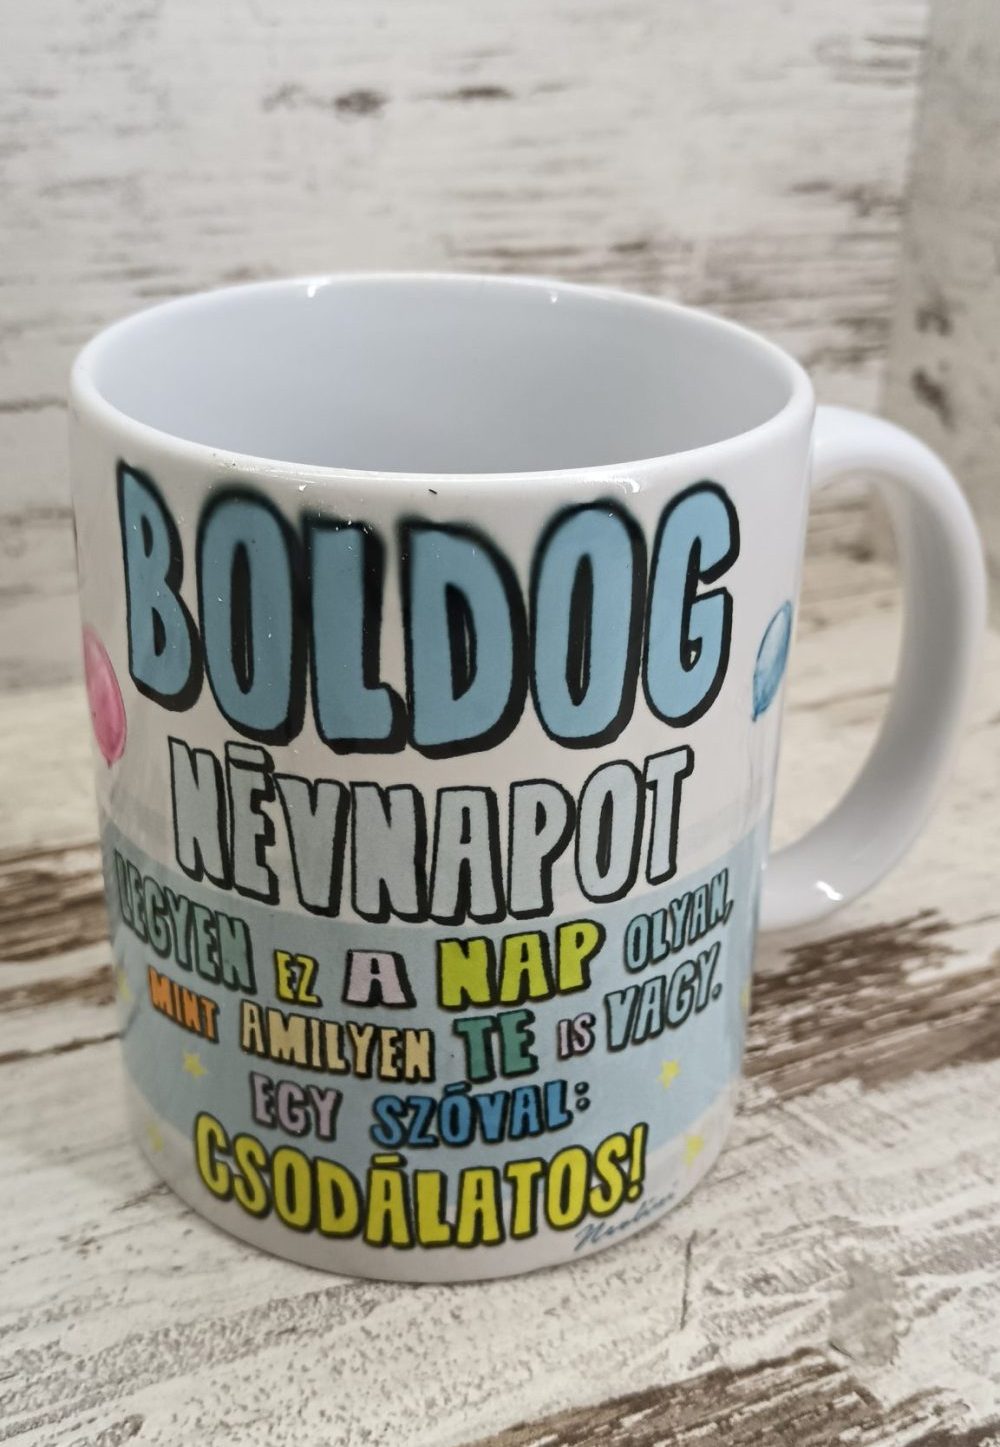 BOLDOG
NÉVNAPOT
LEGYEN EZ A NAP OLYAN,
MINT AMILYEN TE IS VAGY.
EGY SZÓVAL:
CSODÁLATOS!